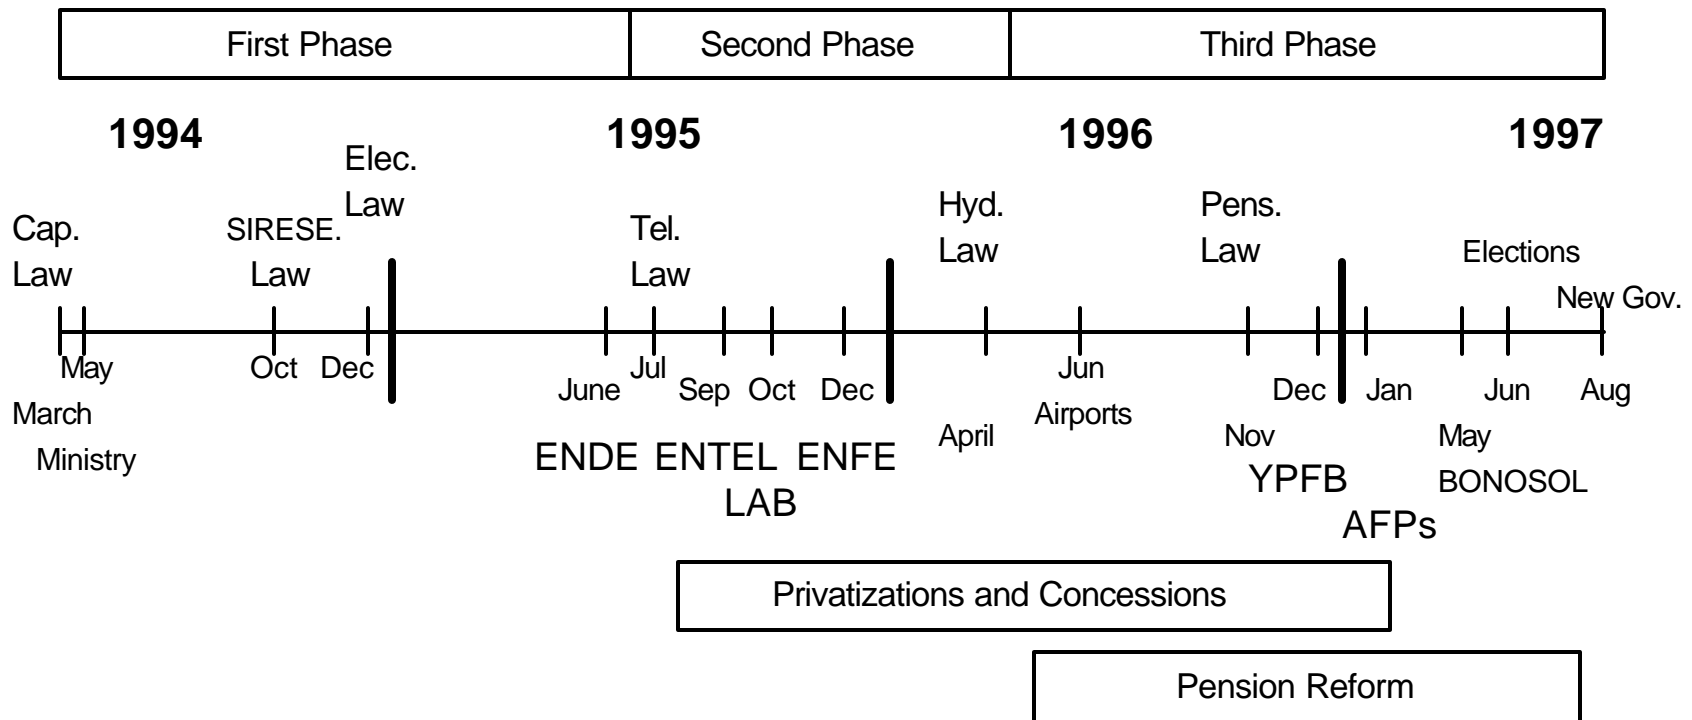 First Phase Second Phase Third Phase
1994 1995 1996 1997
Elec.
Law
Cap.
Law
SIRESE.
Law
Tel.
Law
Hyd.
Law
Pens.
Law
Elections
New Gov.
May Oct Dec Jul Jun
June Sep Oct Dec Dec Jan Jun Aug
March
Ministry
Airports
April Nov May
ENDE ENTEL ENFE
LAB
YPFB
BONOSOL
AFPs
Privatizations and Concessions
Pension Reform